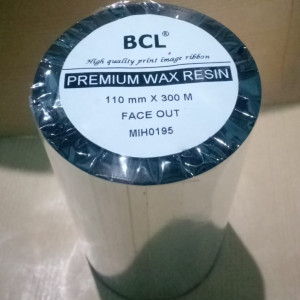 BCL®
High quality print image ribbon
PREMIUM WAX RESIN
110 mm X 300 M
FACE OUT
MIH0195